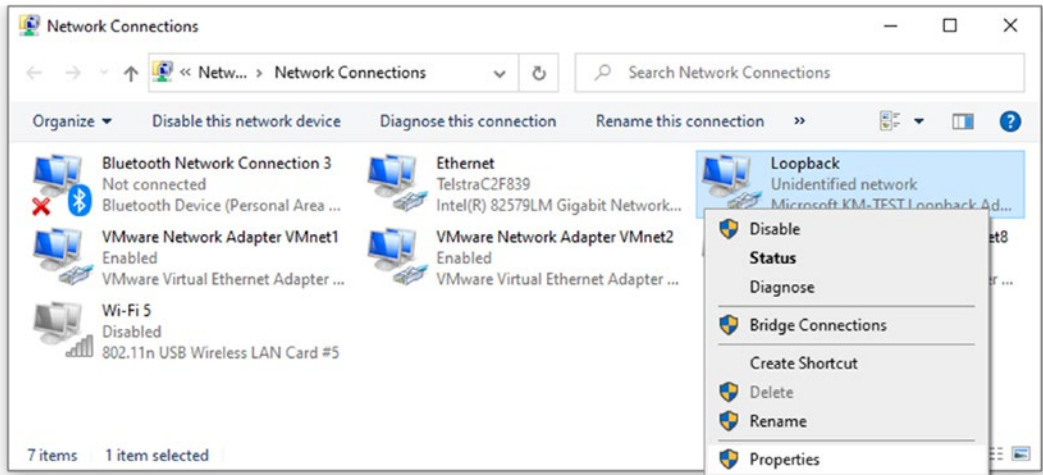 Network Connections
« Netw... > Network Connections
Search Network Connections
Organize
Disable this network device
Diagnose this connection
Rename this connection
»
?
Bluetooth Network Connection 3
Not connected
Bluetooth Device (Personal Area ...
Ethernet
TelstraC2F839
Intel(R) 82579LM Gigabit Network...
Loopback
Unidentified network
Microsoft KM-TEST Loopback Ad...
VMware Network Adapter VMnet1
Enabled
VMware Virtual Ethernet Adapter ...
VMware Network Adapter VMnet2
Enabled
VMware Virtual Ethernet Adapter ...
et8
r ...
Wi-Fi 5
Disabled
802.11n USB Wireless LAN Card #5
Disable
Status
Diagnose
Bridge Connections
Create Shortcut
Delete
Rename
Properties
7 items
1 item selected